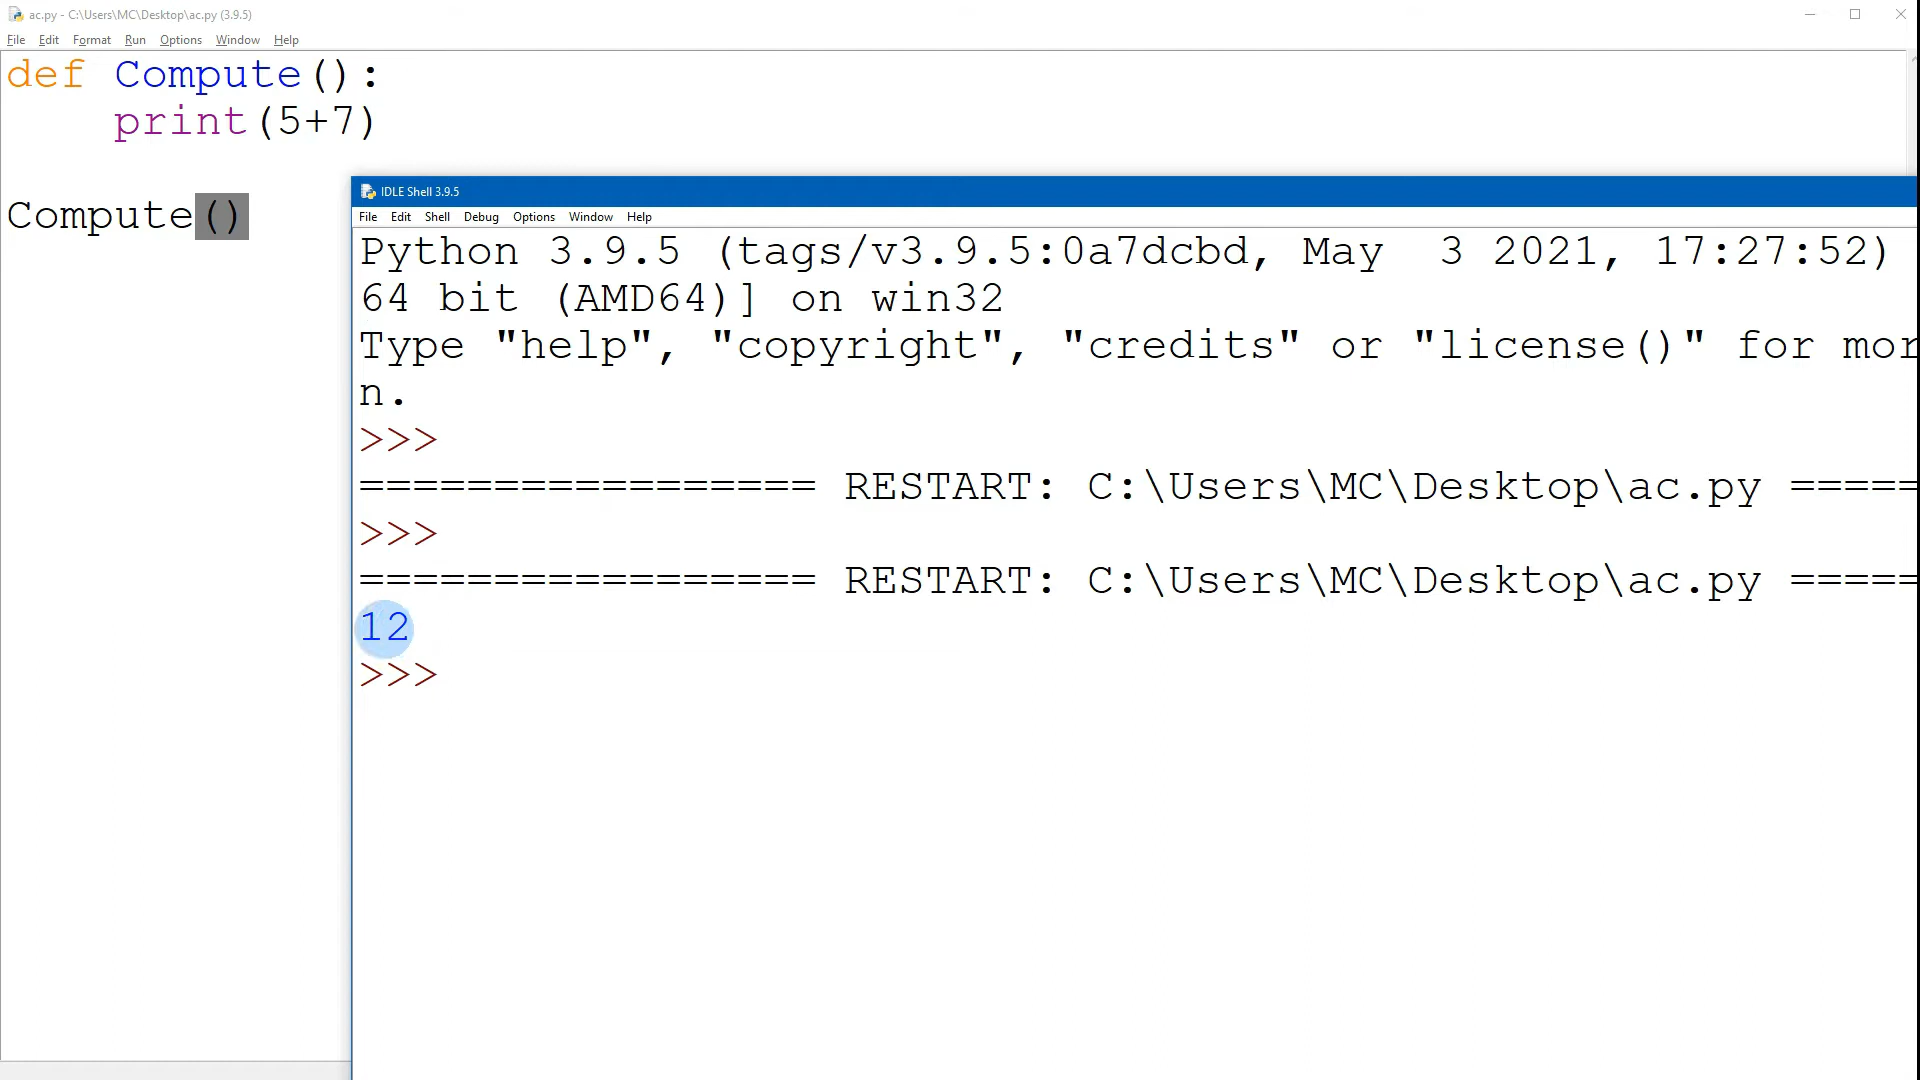 ac.py - C:\Users\MC\Desktop\ac.py (3.9.5)
File Edit Format Run Options Window Help
def Compute():
    print(5+7)
Compute()
IDLE Shell 3.9.5
File Edit Shell Debug Options Window Help
Python 3.9.5 (tags/v3.9.5:0a7dcbd, May  3 2021, 17:27:52)
64 bit (AMD64)] on win32
Type "help", "copyright", "credits" or "license()" for mor
n.
>>>
================= RESTART: C:\Users\MC\Desktop\ac.py =====
>>>
================= RESTART: C:\Users\MC\Desktop\ac.py =====
12
>>>